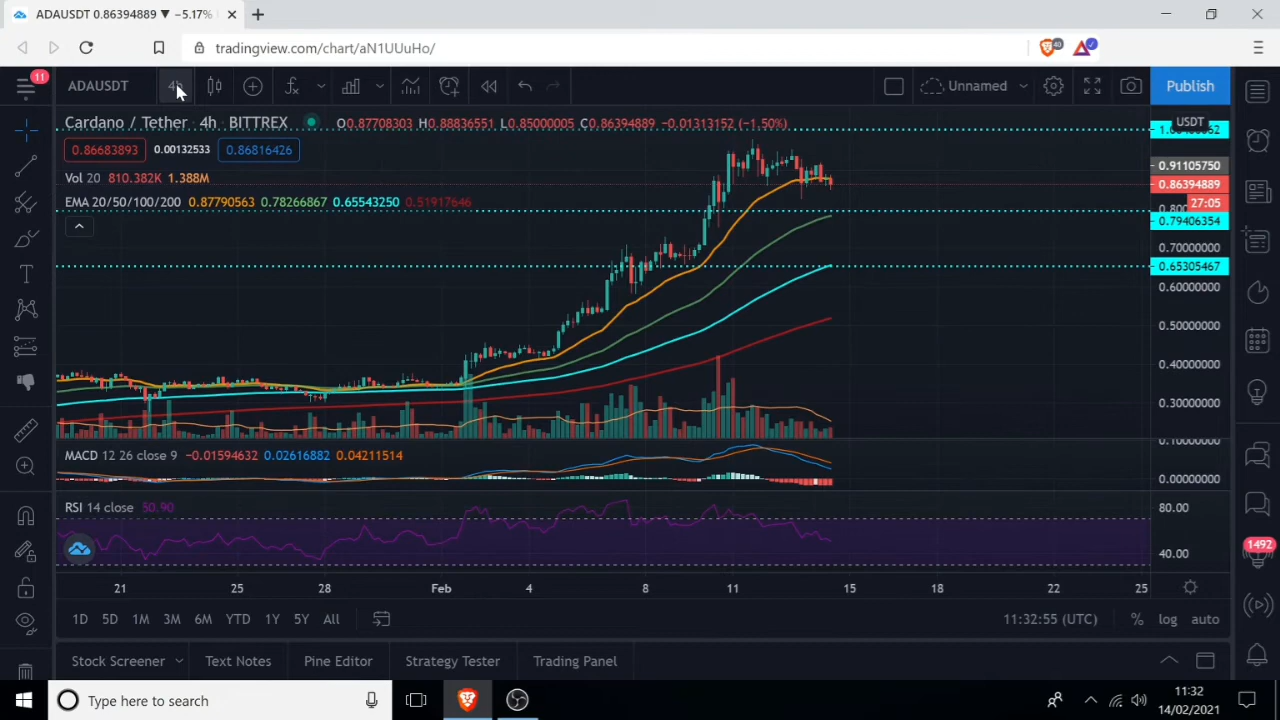 ADAUSDT 0.86394889 ▼ −5.17%
tradingview.com/chart/aN1UUuHo/
40
11
ADAUSDT
4h
Unnamed
Publish
Cardano / Tether · 4h · BITTREX
O0.87708303 H0.88836551 L0.85000005 C0.86394889 −0.01313152 (−1.50%)
USDT
0.86683893 0.00132533 0.86816426
0.91105750
Vol 20 810.382K 1.388M
0.86394889
27:05
EMA 20/50/100/200 0.87790563 0.78266867 0.65543250 0.51917646
0.79406354
0.70000000
0.65305467
0.60000000
0.50000000
0.40000000
0.30000000
MACD 12 26 close 9 −0.01594632 0.02616882 0.04211514
0.00000000
RSI 14 close 50.90
80.00
1492
40.00
21 25 28 Feb 4 8 11 15 18 22 25
1D 5D 1M 3M 6M YTD 1Y 5Y All
11:32:55 (UTC)
% log auto
Stock Screener Text Notes Pine Editor Strategy Tester Trading Panel
Type here to search
11:32
14/02/2021